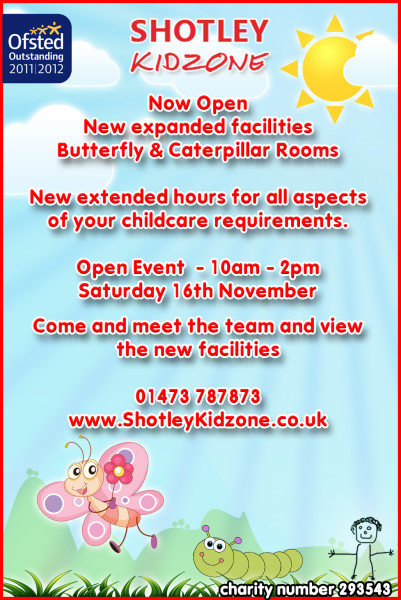 Ofsted
Outstanding
2011|2012
SHOTLEY
KIDZONE
Now Open
New expanded facilities
Butterfly & Caterpillar Rooms
New extended hours for all aspects
of your childcare requirements.
Open Event - 10am - 2pm
Saturday 16th November
Come and meet the team and view
the new facilities
01473 787873
www.ShotleyKidzone.co.uk
charity number 293543